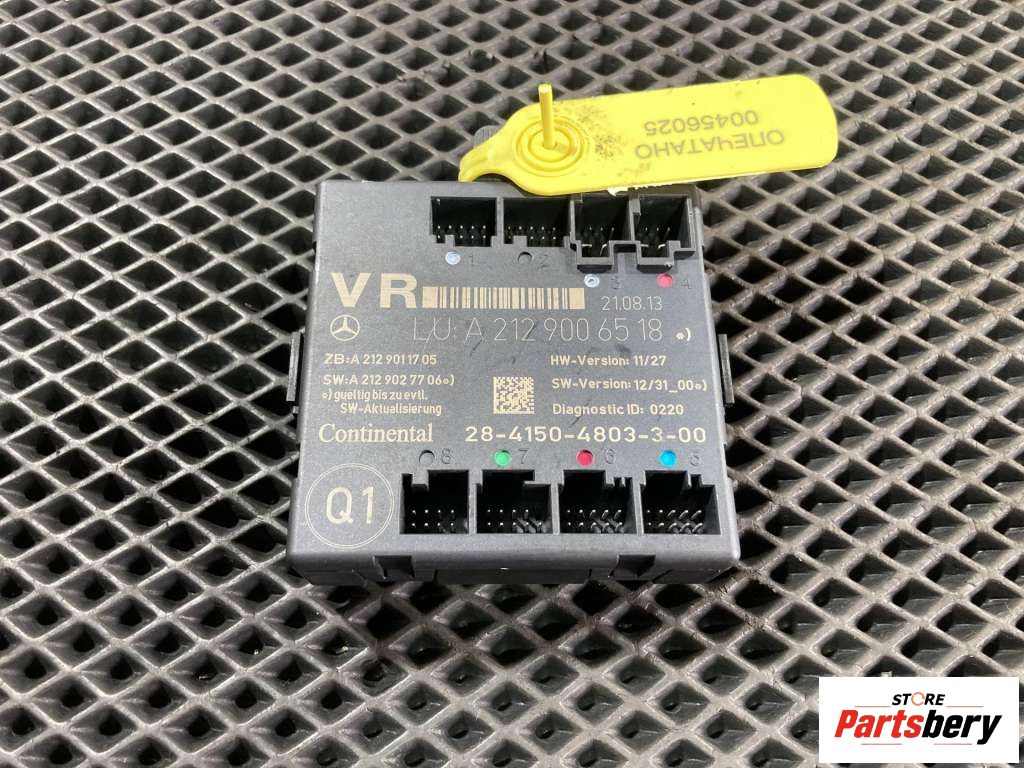 ОПЕЧАТАНО
00456025
1 2 3 4
VR
21.08.13
LU: A 212 900 65 18 *)
ZB: A 212 901 17 05
HW-Version: 11/27
SW: A 212 902 77 06 *)
SW-Version: 12/31_00 *)
*) gueltig bis zu evtl.
SW-Aktualisierung
Diagnostic ID: 0220
Continental
28-4150-4803-3-00
8 7 6 5
Q1
STORE
Partsbery